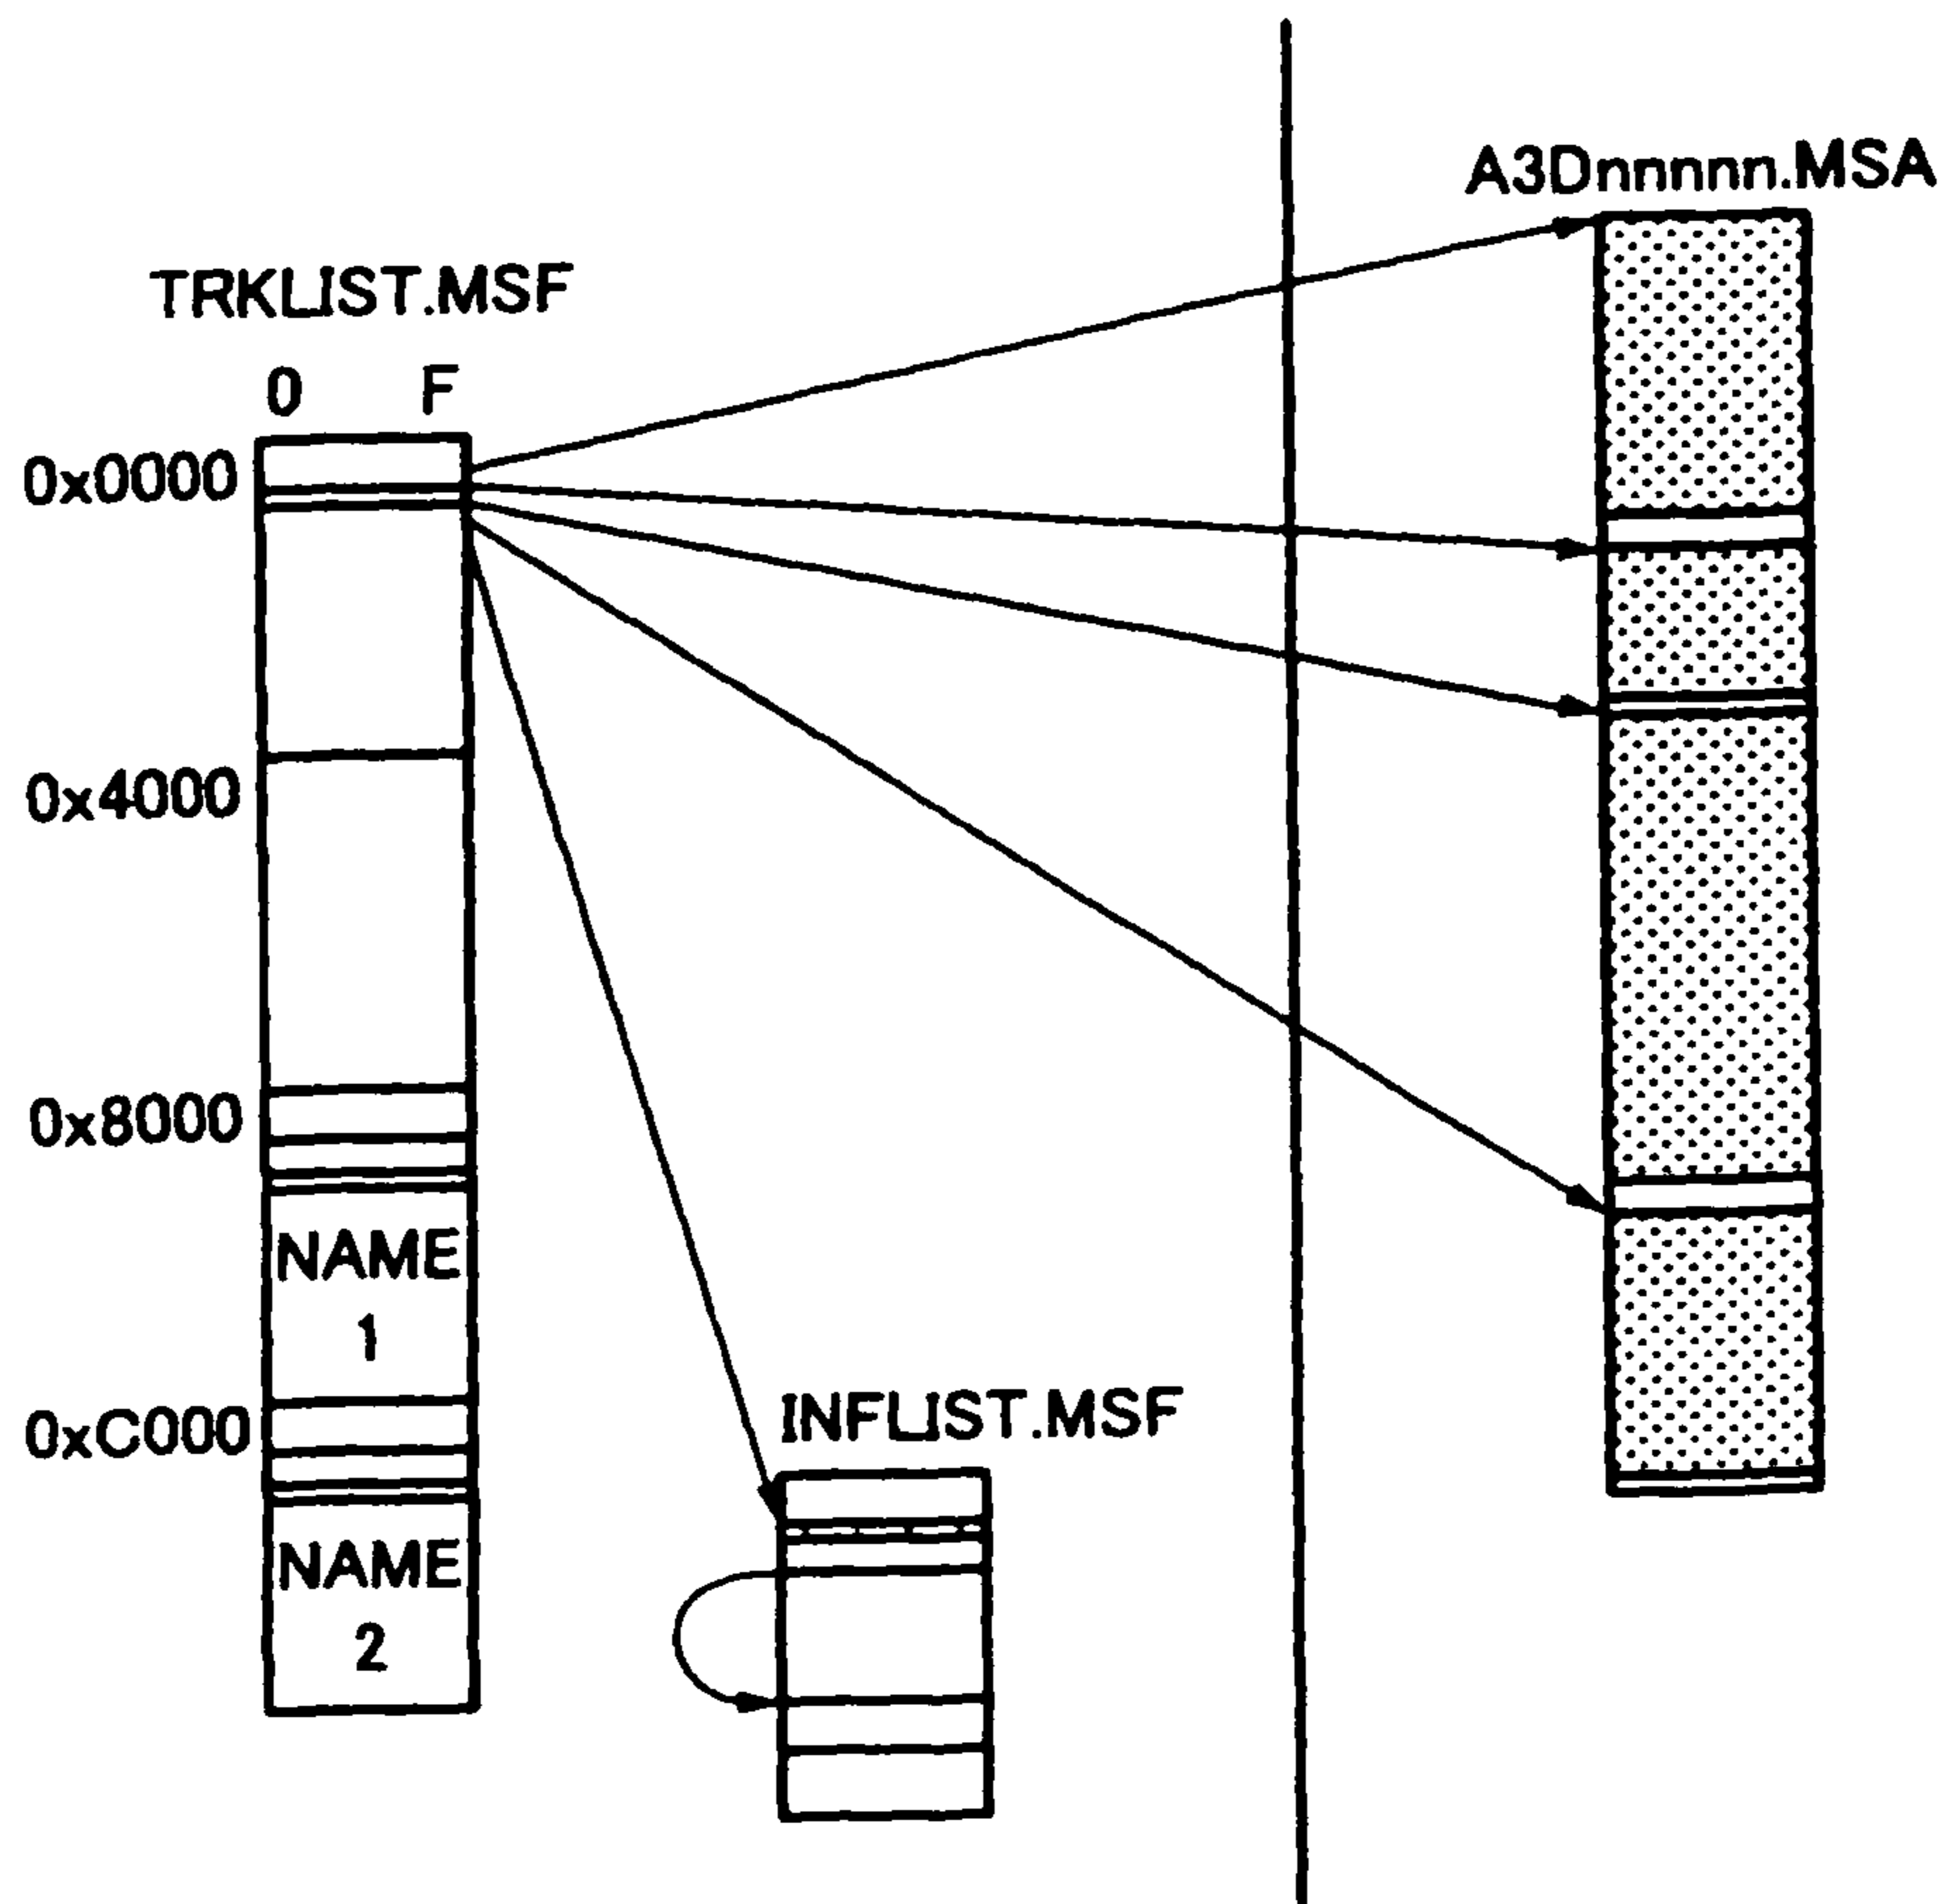 A3Dnnnnn.MSA
TRKLIST.MSF
0 F
0x0000
0x4000
0x8000
NAME
1
0xC000
INFLIST.MSF
NAME
2